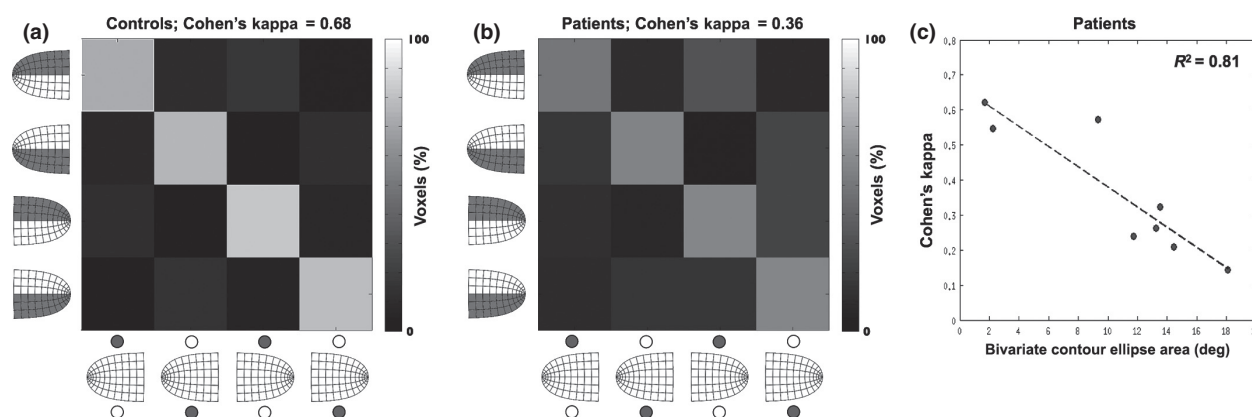 (a)
Controls; Cohen's kappa = 0.68
100
Voxels (%)
0
(b)
Patients; Cohen's kappa = 0.36
100
Voxels (%)
0
(c)
Patients
R² = 0.81
Cohen's kappa
0.8
0.7
0.6
0.5
0.4
0.3
0.2
0.1
0
0 2 4 6 8 10 12 14 16 18
Bivariate contour ellipse area (deg)